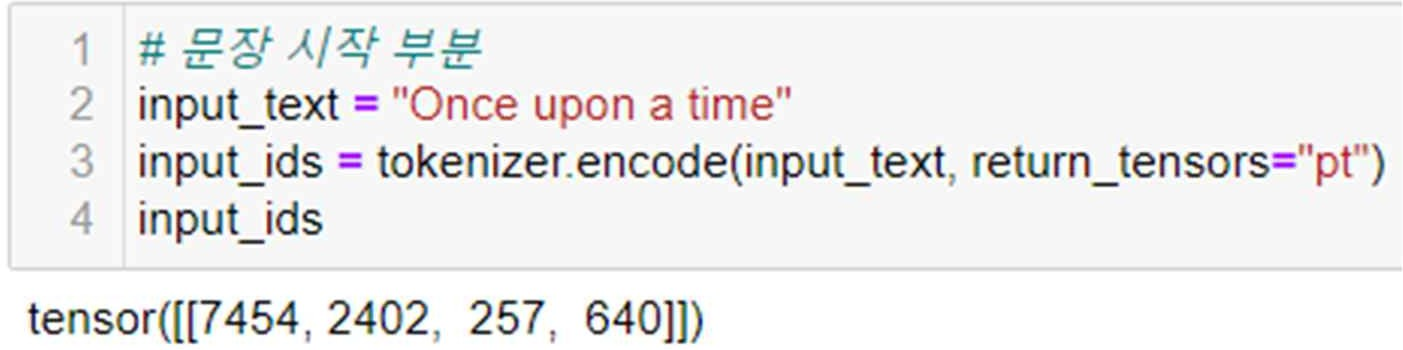 1 # 문장 시작 부분
2 input_text = "Once upon a time"
3 input_ids = tokenizer.encode(input_text, return_tensors="pt")
4 input_ids
tensor([[7454, 2402,  257,  640]])